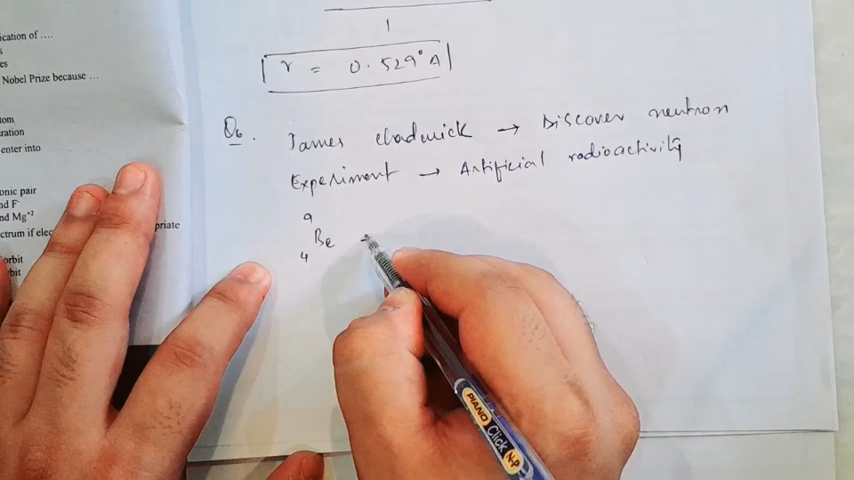 ication of ....
s
es
Nobel Prize because ...
tom
ration
enter into
onic pair
nd F-
nd Mg+2
priate
ctrum if elec
orbit
bit
1
r = 0.529°A
Q6. James chadwick → Discover neutron
Experiment → Artificial radioactivity
9
Be
4
PIANO Click N-P